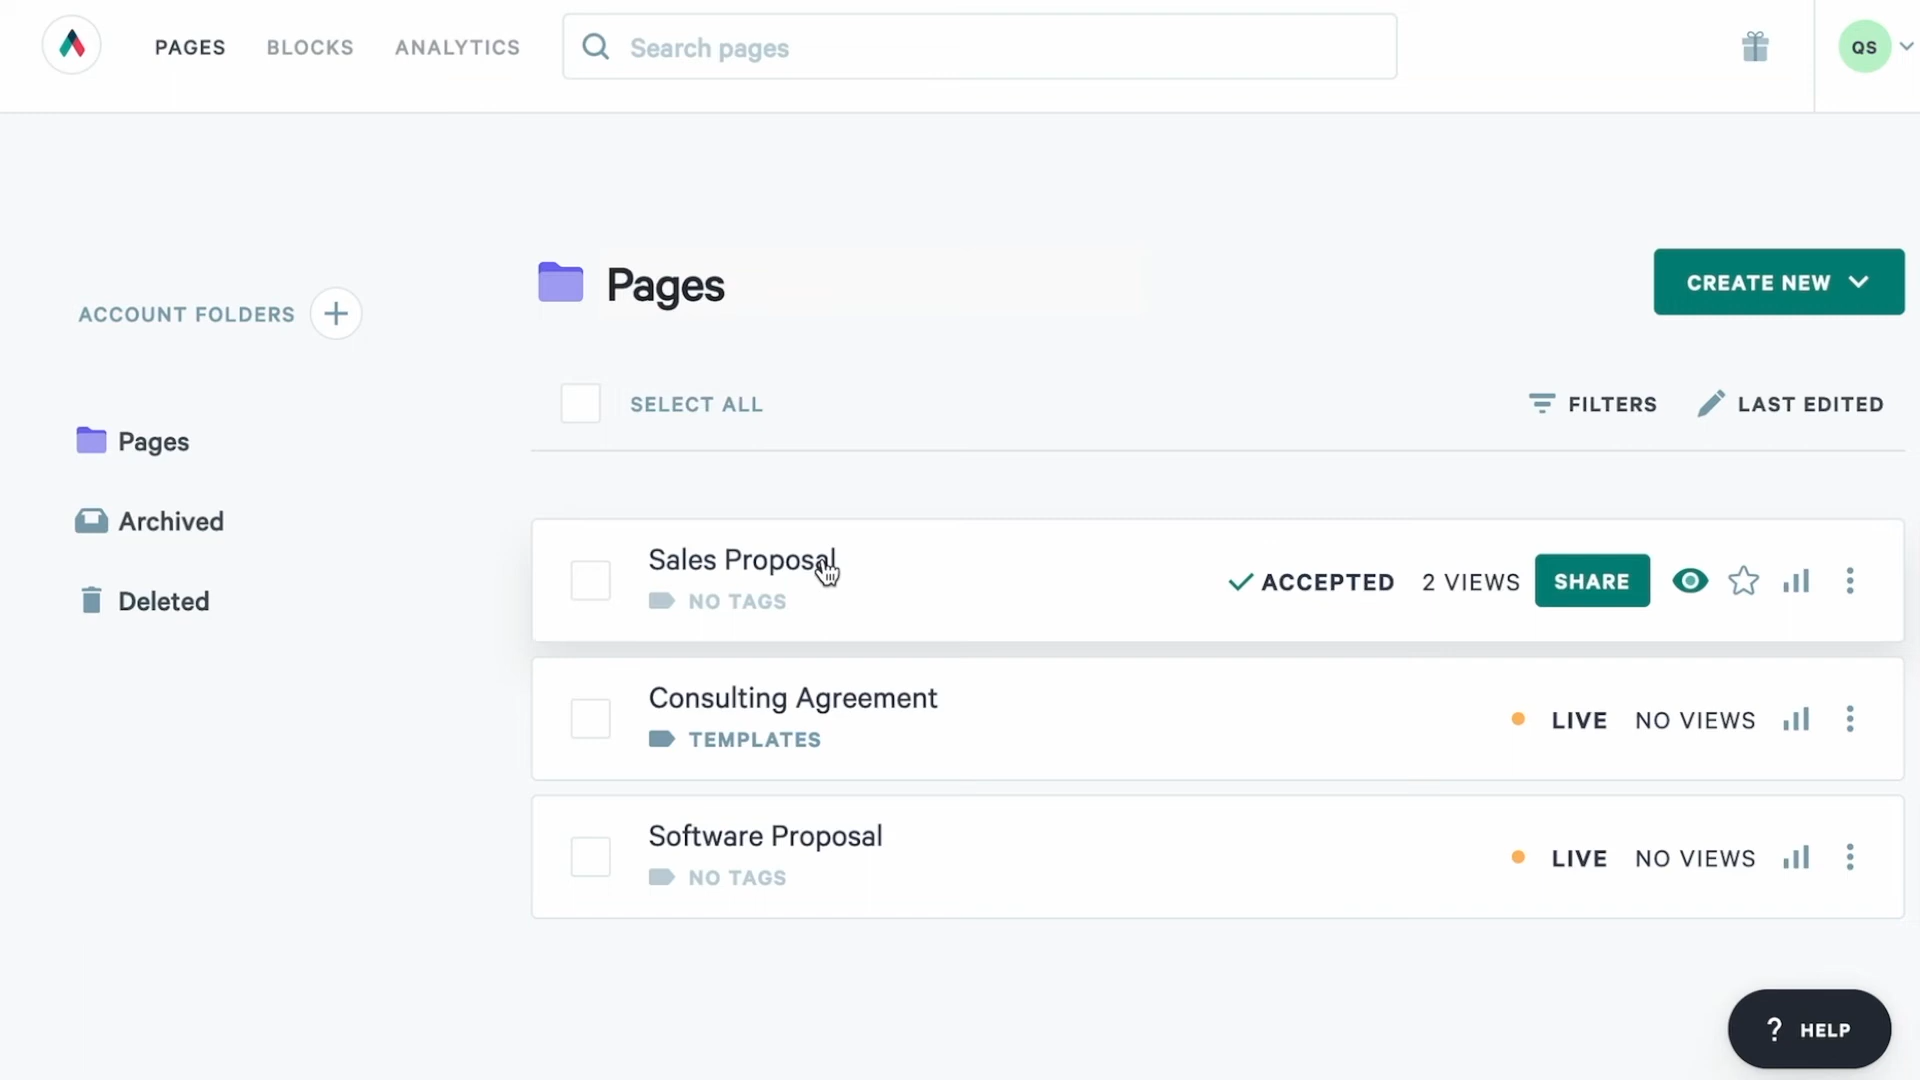 PAGES BLOCKS ANALYTICS Search pages QS
ACCOUNT FOLDERS
Pages
Archived
Deleted
Pages
CREATE NEW
SELECT ALL FILTERS LAST EDITED
Sales Proposal
NO TAGS
ACCEPTED 2 VIEWS SHARE
Consulting Agreement
TEMPLATES
LIVE NO VIEWS
Software Proposal
NO TAGS
LIVE NO VIEWS
? HELP